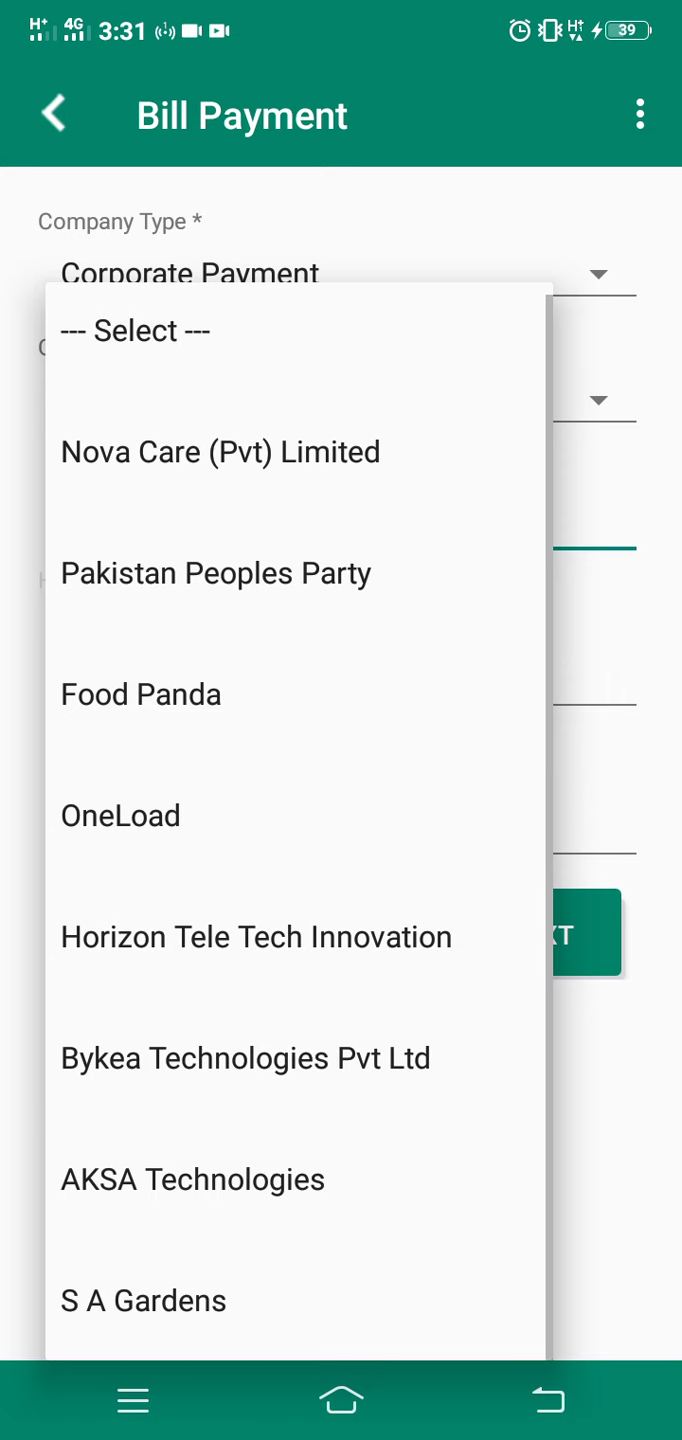 H+ 4G 3:31 H† 39
Bill Payment
Company Type *
Corporate Payment
--- Select ---
Nova Care (Pvt) Limited
Pakistan Peoples Party
Food Panda
OneLoad
Horizon Tele Tech Innovation
Bykea Technologies Pvt Ltd
AKSA Technologies
S A Gardens